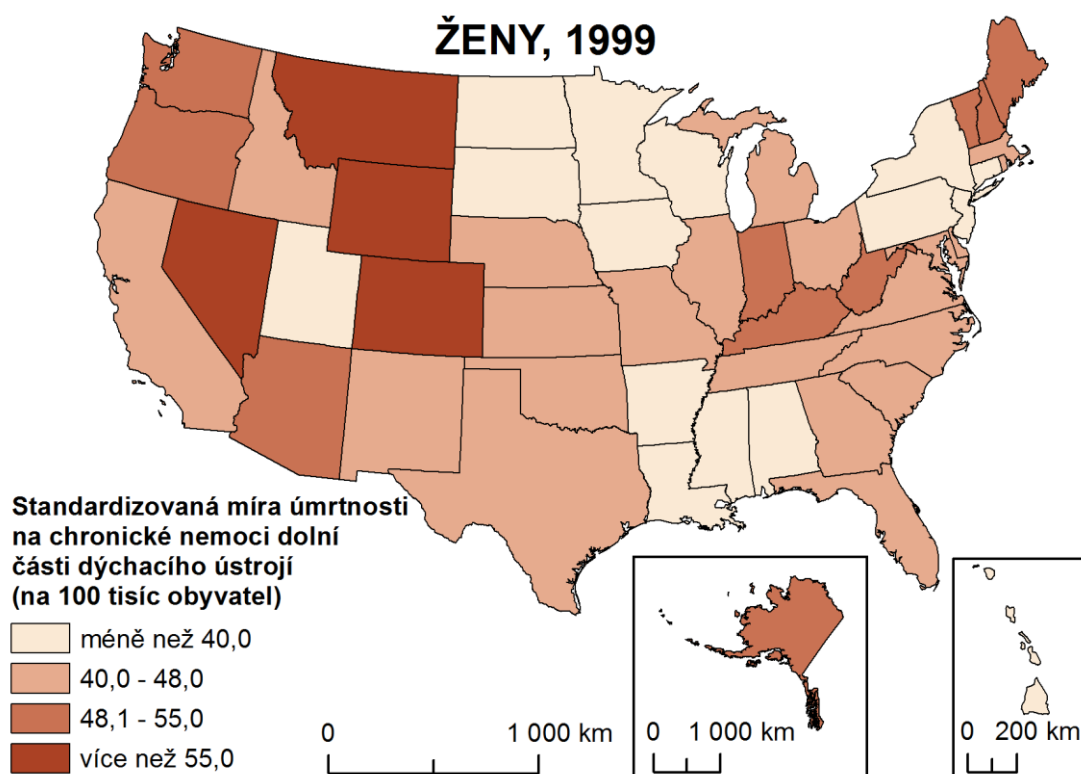 ŽENY, 1999
Standardizovaná míra úmrtnosti
na chronické nemoci dolní
části dýchacího ústrojí
(na 100 tisíc obyvatel)
méně než 40,0
40,0 - 48,0
48,1 - 55,0
více než 55,0
0 1 000 km
0 1 000 km
0 200 km